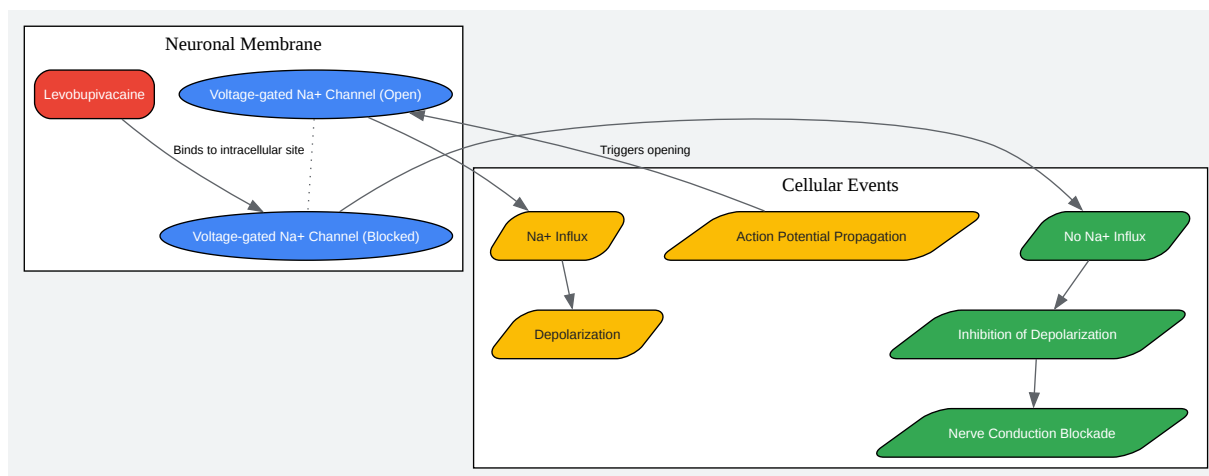 Neuronal Membrane
Levobupivacaine
Voltage-gated Na+ Channel (Open)
Binds to intracellular site
Triggers opening
Voltage-gated Na+ Channel (Blocked)
Cellular Events
Na+ Influx
Action Potential Propagation
No Na+ Influx
Depolarization
Inhibition of Depolarization
Nerve Conduction Blockade